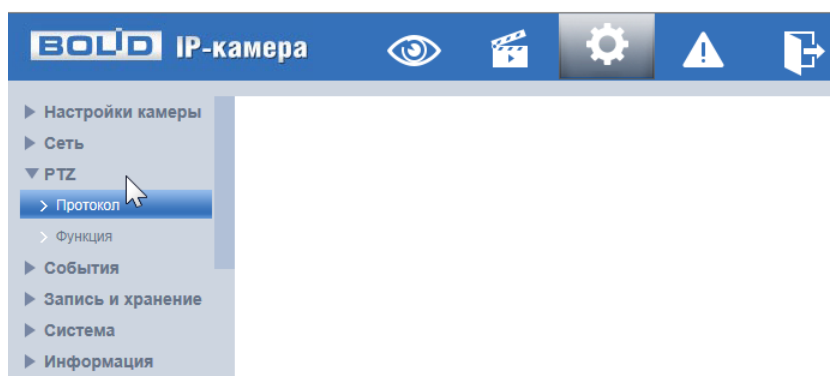 BOLID IP-камера
Настройки камеры
Сеть
PTZ
Протокол
Функция
События
Запись и хранение
Система
Информация